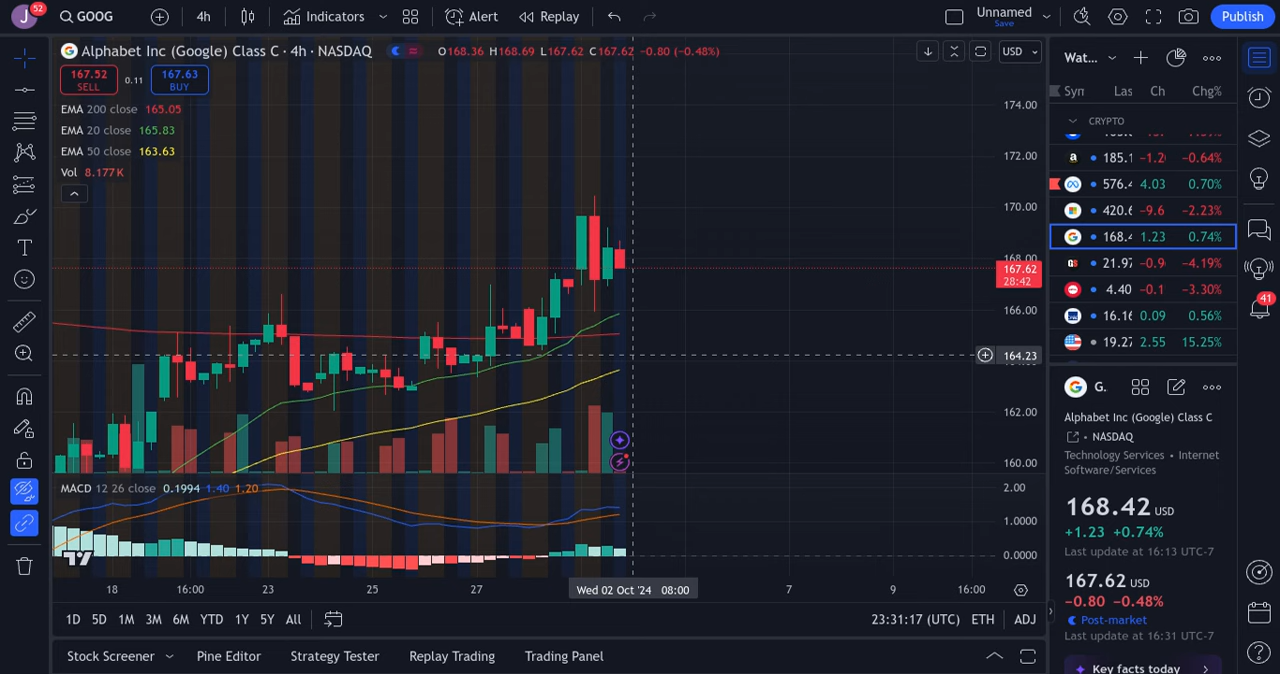 J 52 GOOG 4h Indicators Alert Replay Unnamed Save Publish
Alphabet Inc (Google) Class C · 4h · NASDAQ O168.36 H168.69 L167.62 C167.62 −0.80 (−0.48%) USD
167.52 SELL 0.11 167.63 BUY
EMA 200 close 165.05
EMA 20 close 165.83
EMA 50 close 163.63
Vol 8.177K
174.00
172.00
170.00
168.00
167.62
28:42
166.00
164.23
162.00
160.00
MACD 12 26 close 0.1994 1.40 1.20
2.00
1.0000
0.0000
18 16:00 23 25 27 Wed 02 Oct '24 08:00 7 9 16:00
1D 5D 1M 3M 6M YTD 1Y 5Y All 23:31:17 (UTC) ETH ADJ
Stock Screener Pine Editor Strategy Tester Replay Trading Trading Panel
Wat...
Syn Las Ch Chg%
CRYPTO
185.1 −1.2 −0.64%
576.4 4.03 0.70%
420.6 −9.6 −2.23%
168.4 1.23 0.74%
21.97 −0.9 −4.19%
4.40 −0.1 −3.30%
16.16 0.09 0.56%
19.27 2.55 15.25%
41
G.
Alphabet Inc (Google) Class C
• NASDAQ
Technology Services • Internet
Software/Services
168.42 USD
+1.23 +0.74%
Last update at 16:13 UTC-7
167.62 USD
−0.80 −0.48%
Post-market
Last update at 16:31 UTC-7
Key facts today